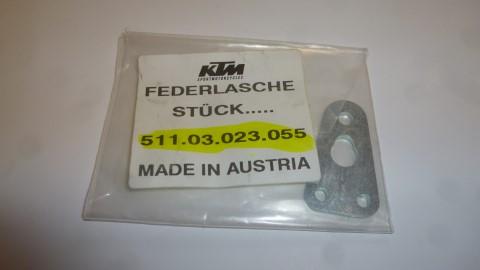 KTM
SPORTMOTORCYCLES
FEDERLASCHE
STÜCK.....
511.03.023.055
MADE IN AUSTRIA